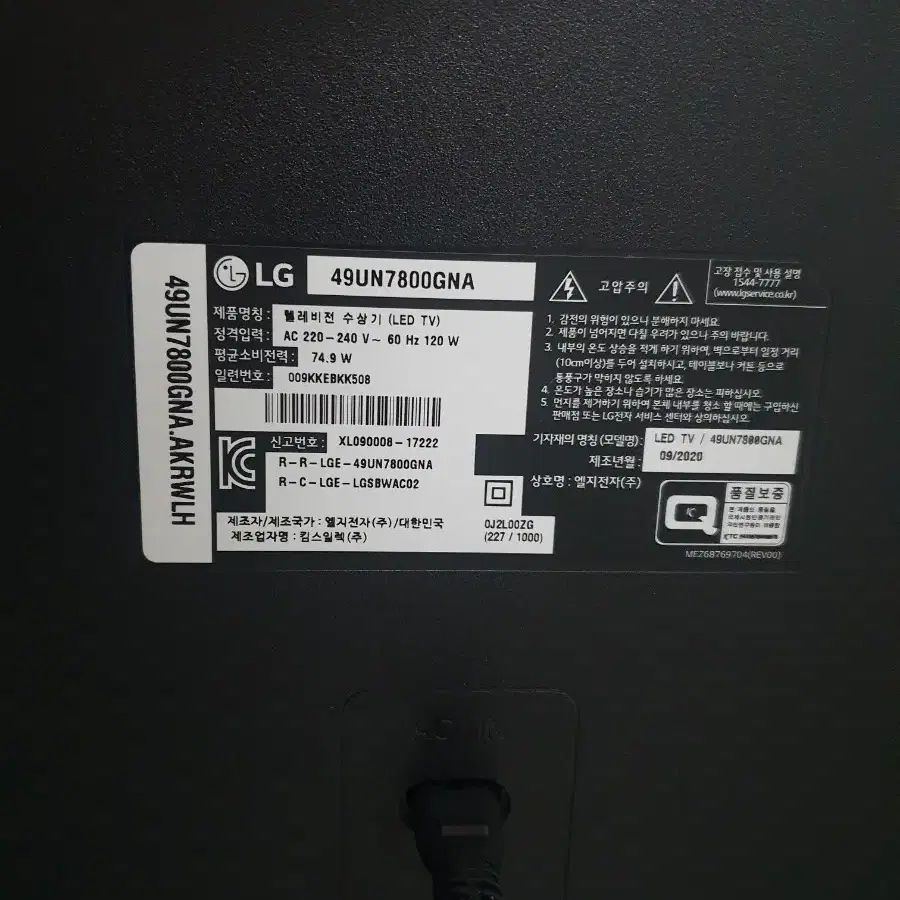 49UN7800GNA.AKRWLH
LG
49UN7800GNA
제품명칭 : 텔레비전 수상기 (LED TV)
정격입력 : AC 220-240 V~ 60 Hz 120 W
평균소비전력 : 74.9 W
일련번호 : 009KKEBKK508
신고번호 : XL090008-17222
R-R-LGE-49UN7800GNA
R-C-LGE-LGSBWAC02
제조자/제조국가 : 엘지전자(주)/대한민국
제조업자명 : 킴스일렉(주)
0J2L00ZG
(227 / 1000)
고압주의
고장 접수 및 사용 설명
1544-7777
(www.lgservice.co.kr)
1. 감전의 위험이 있으니 분해하지 마세요.
2. 제품이 넘어지면 다칠 우려가 있으니 주의 바랍니다.
3. 내부의 온도 상승을 적게 하기 위하여, 벽으로부터 일정 거리
(10cm이상)를 두어 설치하시고, 테이블보나 커튼 등으로
통풍구가 막히지 않도록 하세요.
4. 온도가 높은 장소나 습기가 많은 장소는 피하십시오.
5. 먼지를 제거하기 위하여 본체 내부를 청소 할 때에는 구입하신
판매점 또는 LG전자 서비스 센터와 상의하십시오.
기자재의 명칭(모델명) : LED TV / 49UN7800GNA
제조년월 : 09/2020
상호명 : 엘지전자(주)
Q
품질보증
MEZ68769704(REV00)
AC IN